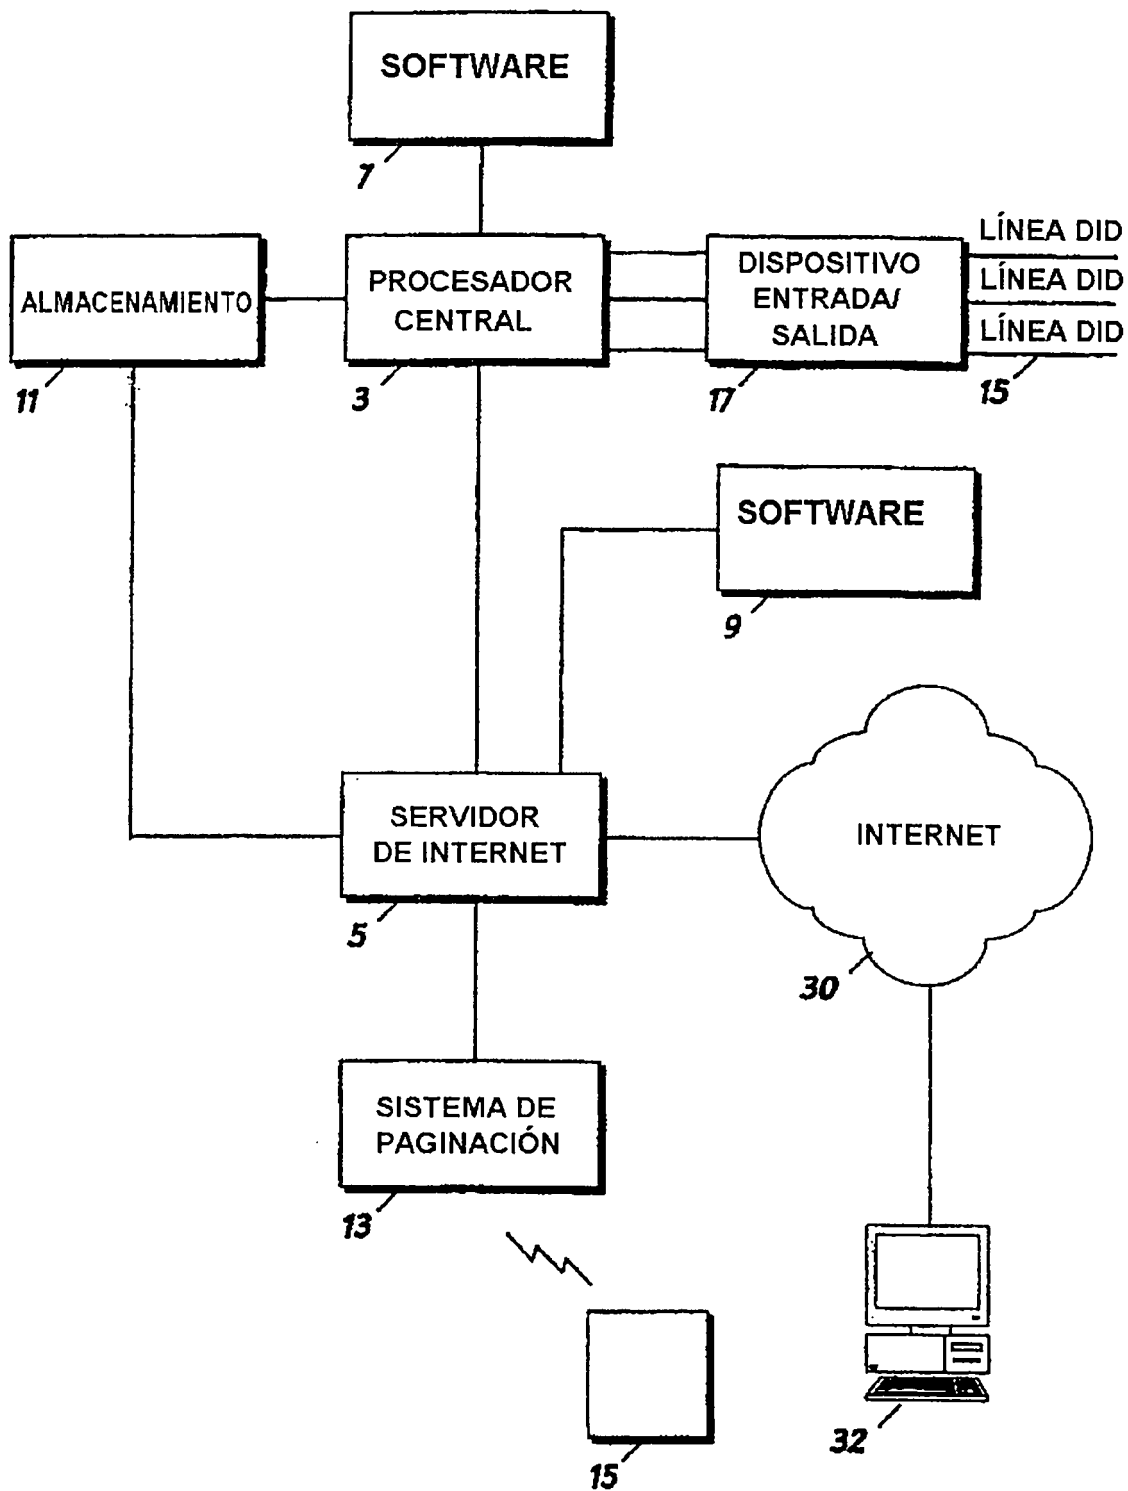 SOFTWARE
7
ALMACENAMIENTO
11
PROCESADOR
CENTRAL
3
DISPOSITIVO
ENTRADA/
SALIDA
17
LÍNEA DID
LÍNEA DID
LÍNEA DID
15
SOFTWARE
9
SERVIDOR
DE INTERNET
5
INTERNET
30
SISTEMA DE
PAGINACIÓN
13
15
32